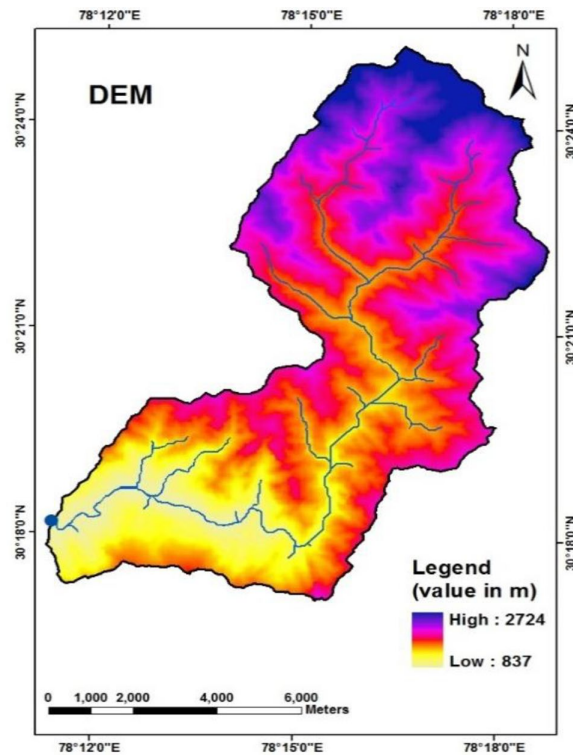 78°12'0"E 78°15'0"E 78°18'0"E
DEM
N
30°24'0"N 30°24'0"N
30°21'0"N 30°21'0"N
30°18'0"N 30°18'0"N
Legend
(value in m)
High : 2724
Low : 837
0 1,000 2,000 4,000 6,000
Meters
78°12'0"E 78°15'0"E 78°18'0"E